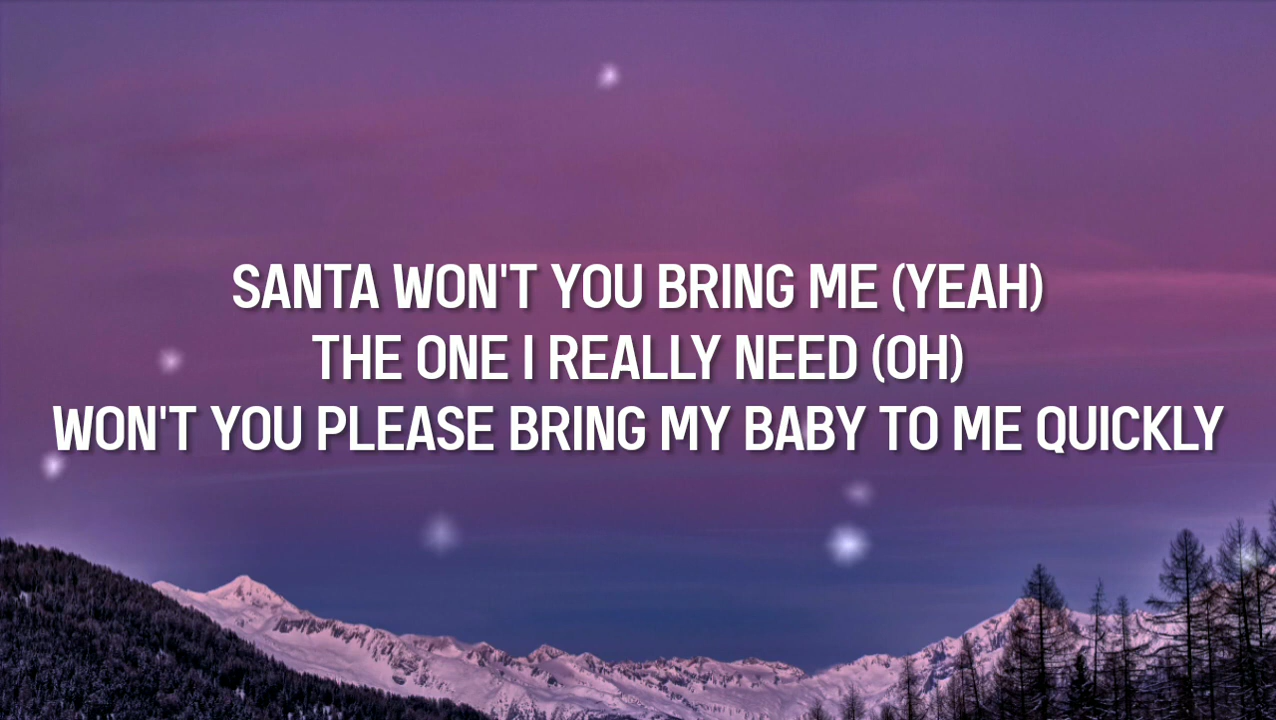 SANTA WON'T YOU BRING ME (YEAH)
THE ONE I REALLY NEED (OH)
WON'T YOU PLEASE BRING MY BABY TO ME QUICKLY